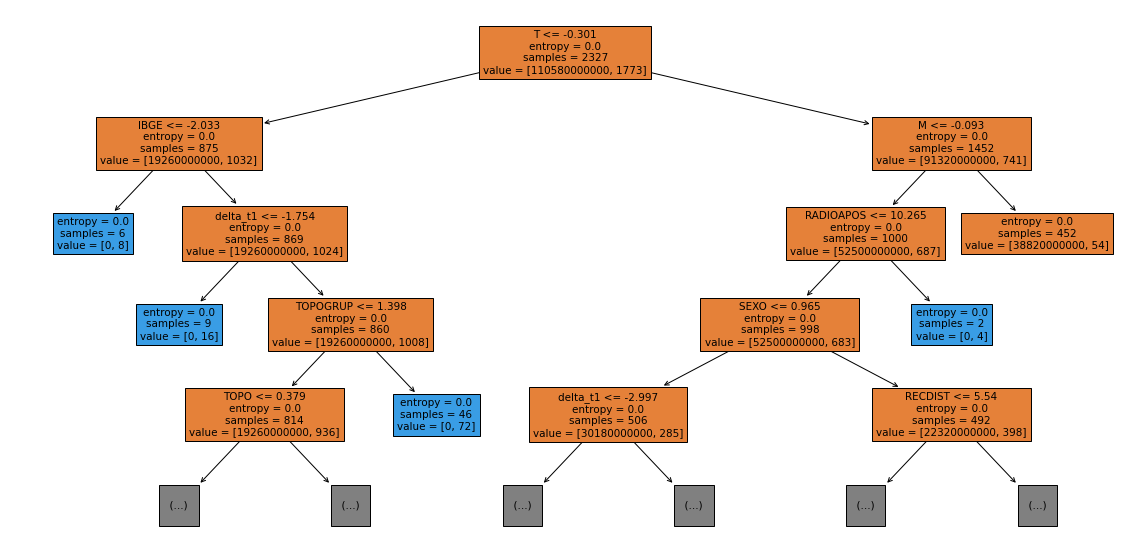 T <= -0.301
entropy = 0.0
samples = 2327
value = [110580000000, 1773]
IBGE <= -2.033
entropy = 0.0
samples = 875
value = [19260000000, 1032]
M <= -0.093
entropy = 0.0
samples = 1452
value = [91320000000, 741]
entropy = 0.0
samples = 6
value = [0, 8]
delta_t1 <= -1.754
entropy = 0.0
samples = 869
value = [19260000000, 1024]
RADIOAPOS <= 10.265
entropy = 0.0
samples = 1000
value = [52500000000, 687]
entropy = 0.0
samples = 452
value = [38820000000, 54]
entropy = 0.0
samples = 9
value = [0, 16]
TOPOGRUP <= 1.398
entropy = 0.0
samples = 860
value = [19260000000, 1008]
SEXO <= 0.965
entropy = 0.0
samples = 998
value = [52500000000, 683]
entropy = 0.0
samples = 2
value = [0, 4]
TOPO <= 0.379
entropy = 0.0
samples = 814
value = [19260000000, 936]
entropy = 0.0
samples = 46
value = [0, 72]
delta_t1 <= -2.997
entropy = 0.0
samples = 506
value = [30180000000, 285]
RECDIST <= 5.54
entropy = 0.0
samples = 492
value = [22320000000, 398]
(...)
(...)
(...)
(...)
(...)
(...)